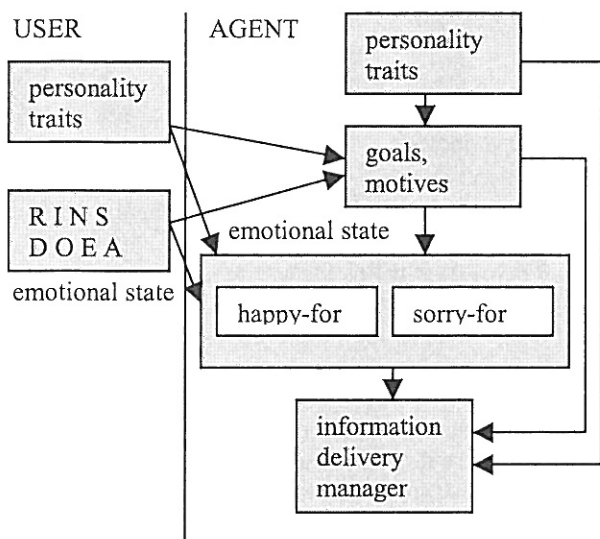 USER
AGENT
personality
traits
personality
traits
goals,
motives
R I N S
D O E A
emotional state
emotional state
happy-for
sorry-for
information
delivery
manager